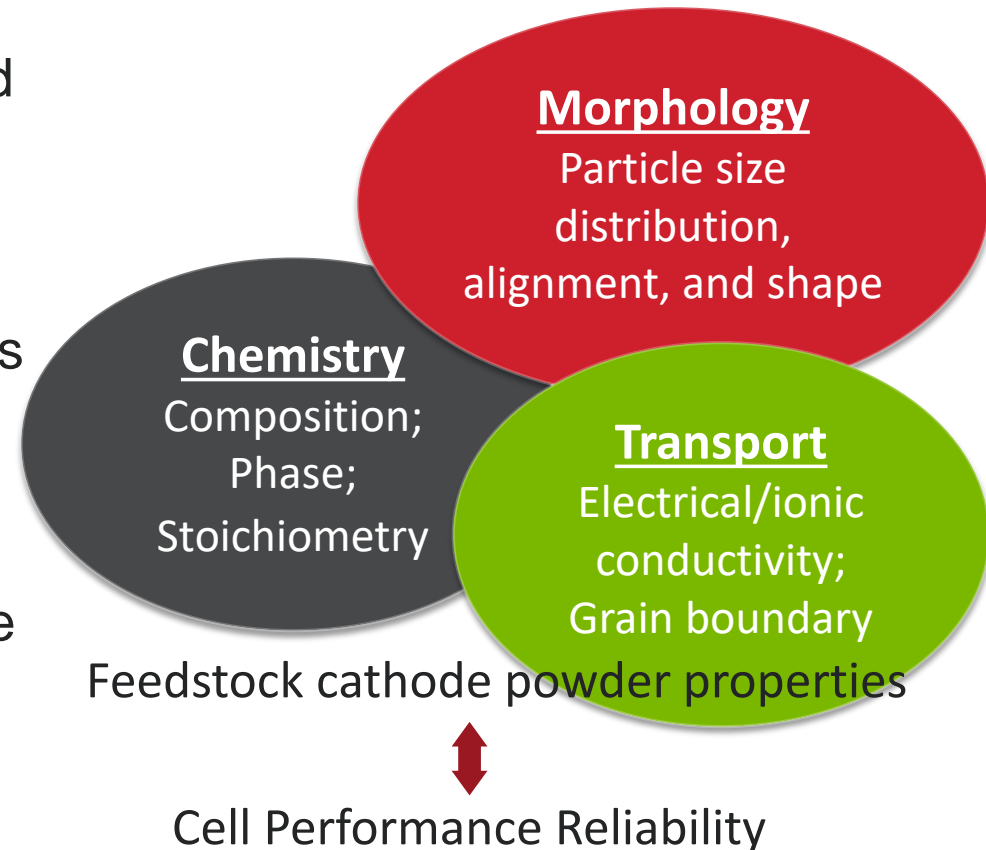 d
Morphology
Particle size
distribution,
alignment, and shape
s
Chemistry
Composition;
Phase;
Stoichiometry
Transport
Electrical/ionic
conductivity;
Grain boundary
e
Feedstock cathode powder properties
Cell Performance Reliability